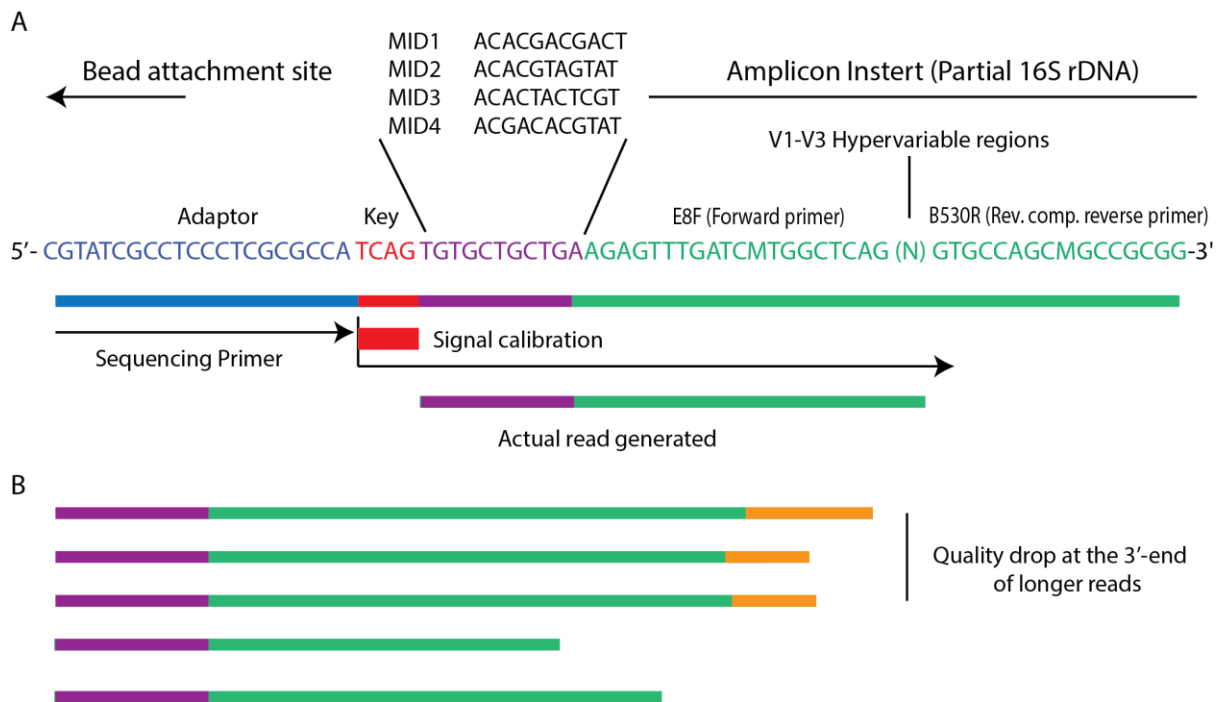 A
MID1 ACACGACGACT
MID2 ACACGTAGTAT
MID3 ACACTACTCGT
MID4 ACGACACGTAT
Bead attachment site
Amplicon Instert (Partial 16S rDNA)
V1-V3 Hypervariable regions
Adaptor
Key
E8F (Forward primer)
B530R (Rev. comp. reverse primer)
5'- CGTATCGCCTCCCTCGCGCCA TCAG TGTGCTGCTGA AGAGTTTGATCMTGGCTCAG (N) GTGCCAGCMGCCGCGG-3'
Sequencing Primer
Signal calibration
Actual read generated
B
Quality drop at the 3'-end
of longer reads